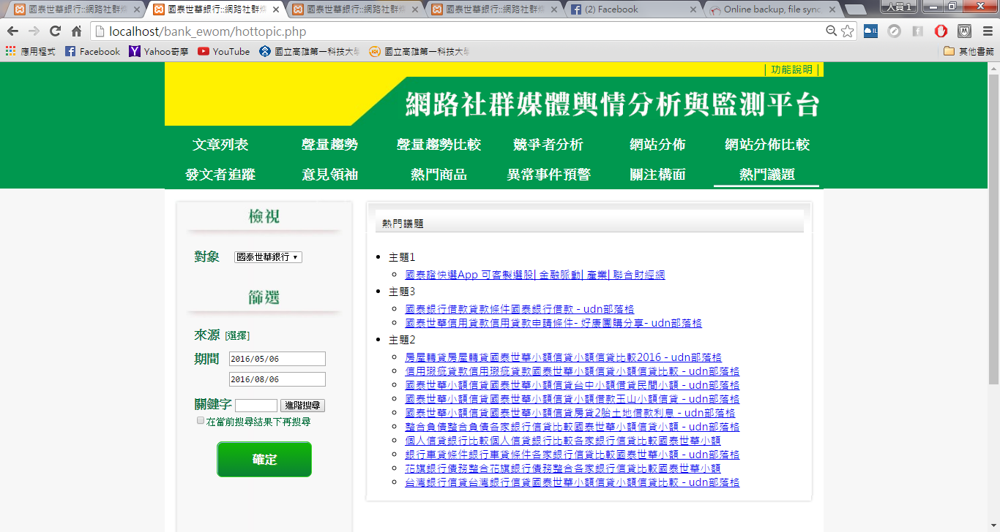 國泰世華銀行::網路社群
國泰世華銀行::網路社群
國泰世華銀行::網路社群
國泰世華銀行::網路社群
(2) Facebook
Online backup, file sync
人員 1
localhost/bank_ewom/hottopic.php
應用程式
Facebook
Yahoo奇摩
YouTube
國立高雄第一科技大學
國立高雄第一科技大學
其他書籤
| 功能說明 |
網路社群媒體輿情分析與監測平台
文章列表 聲量趨勢 聲量趨勢比較 競爭者分析 網站分佈 網站分佈比較
發文者追蹤 意見領袖 熱門商品 異常事件預警 關注構面 熱門議題
檢視
對象 國泰世華銀行
篩選
來源 [選擇]
期間 2016/05/06
2016/08/06
關鍵字 進階搜尋
在當前搜尋結果下再搜尋
確定
熱門議題
主題1
國泰證快選App 可客製選股| 金融脈動| 產業| 聯合財經網
主題3
國泰銀行借款貸款條件國泰銀行借款 - udn部落格
國泰世華信用貸款信用貸款申請條件- 好康團購分享- udn部落格
主題2
房屋轉貸房屋轉貸國泰世華小額信貸小額信貸比較2016 - udn部落格
信用瑕疵貸款信用瑕疵貸款國泰世華小額信貸小額信貸比較 - udn部落格
國泰世華小額信貸國泰世華小額信貸台中小額借貸民間小額 - udn部落格
國泰世華小額信貸國泰世華小額信貸小額借款玉山小額信貸 - udn部落格
國泰世華小額信貸國泰世華小額信貸房貸2胎土地借款利息 - udn部落格
整合負債整合負債各家銀行信貸比較國泰世華小額信貸小額 - udn部落格
個人信貸銀行比較個人信貸銀行比較各家銀行信貸比較國泰世華小額
銀行車貸條件銀行車貸條件各家銀行信貸比較國泰世華小額 - udn部落格
花旗銀行債務整合花旗銀行債務整合各家銀行信貸比較國泰世華小額
台灣銀行信貸台灣銀行信貸國泰世華小額信貸小額信貸比較 - udn部落格